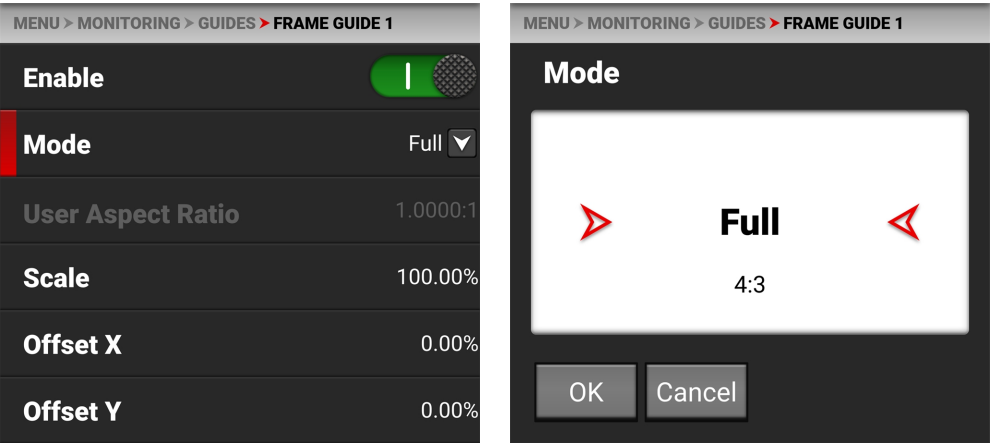 MENU > MONITORING > GUIDES > FRAME GUIDE 1
Enable
Mode Full
User Aspect Ratio 1.0000:1
Scale 100.00%
Offset X 0.00%
Offset Y 0.00%
MENU > MONITORING > GUIDES > FRAME GUIDE 1
Mode
Full
4:3
OK Cancel